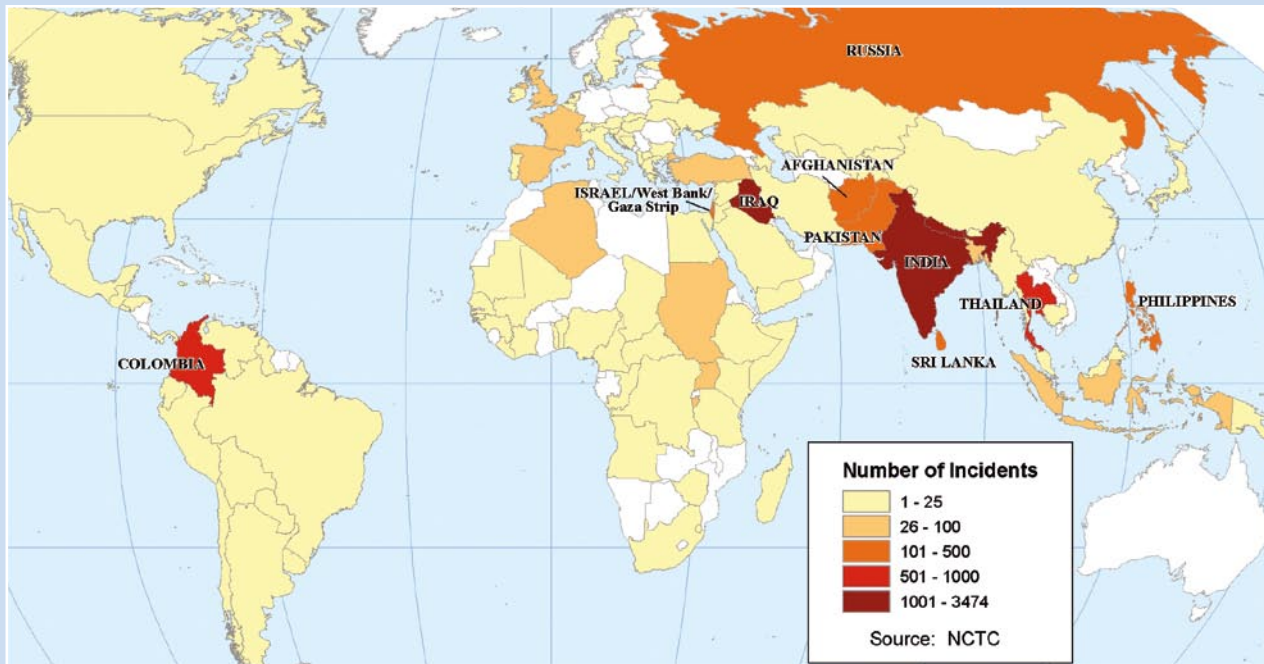 RUSSIA
AFGHANISTAN
ISRAEL/West Bank/
Gaza Strip
IRAQ
PAKISTAN
INDIA
THAILAND
PHILIPPINES
COLOMBIA
SRI LANKA
Number of Incidents
1 - 25
26 - 100
101 - 500
501 - 1000
1001 - 3474
Source: NCTC